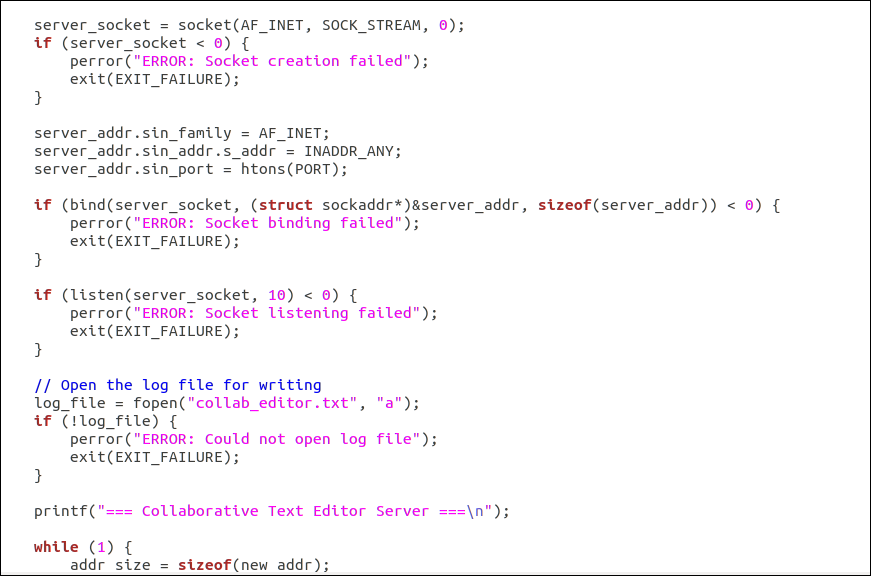 server_socket = socket(AF_INET, SOCK_STREAM, 0);
if (server_socket < 0) {
    perror("ERROR: Socket creation failed");
    exit(EXIT_FAILURE);
}

server_addr.sin_family = AF_INET;
server_addr.sin_addr.s_addr = INADDR_ANY;
server_addr.sin_port = htons(PORT);

if (bind(server_socket, (struct sockaddr*)&server_addr, sizeof(server_addr)) < 0) {
    perror("ERROR: Socket binding failed");
    exit(EXIT_FAILURE);
}

if (listen(server_socket, 10) < 0) {
    perror("ERROR: Socket listening failed");
    exit(EXIT_FAILURE);
}

// Open the log file for writing
log_file = fopen("collab_editor.txt", "a");
if (!log_file) {
    perror("ERROR: Could not open log file");
    exit(EXIT_FAILURE);
}

printf("=== Collaborative Text Editor Server ===\n");

while (1) {
    addr_size = sizeof(new_addr);